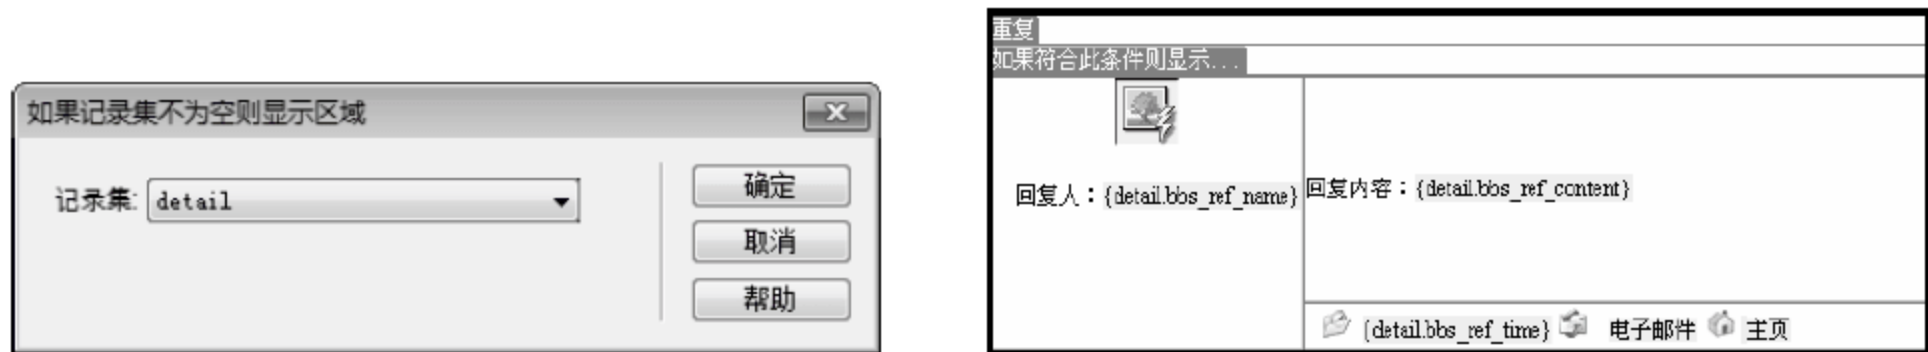 如果记录集不为空则显示区域
记录集: detail
确定
取消
帮助
重复
如果符合此条件则显示...
回复人：{detail.bbs_ref_name}
回复内容：{detail.bbs_ref_content}
{detail.bbs_ref_time} 电子邮件 主页